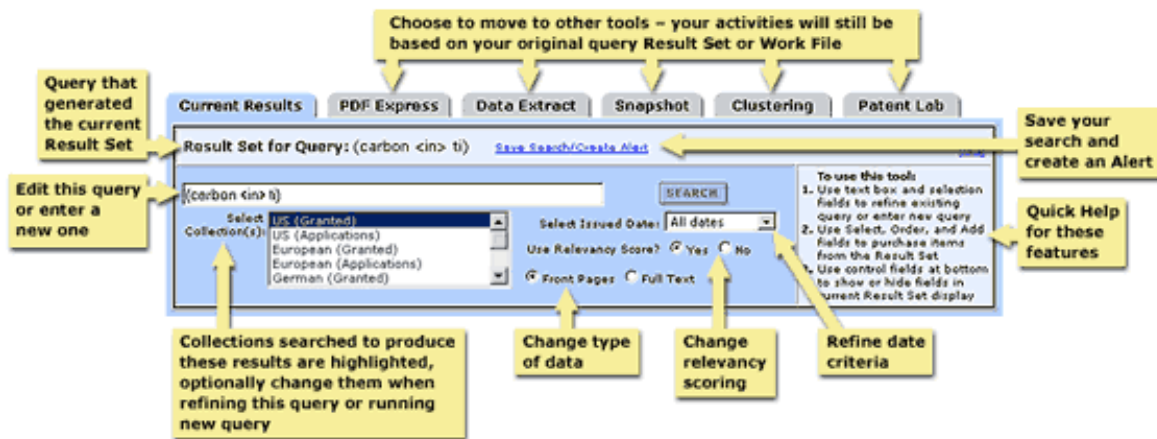 Choose to move to other tools – your activities will still be
based on your original query Result Set or Work File
Query that
generated
the current
Result Set
Current Results
PDF Express
Data Extract
Snapshot
Clustering
Patent Lab
Save your
search and
create an Alert
Result Set for Query: (carbon <in> ti)
Save Search/Create Alert
Edit this query
or enter a
new one
(carbon <in> ti)
SEARCH
Select
Collection(s):
US (Granted)
US (Applications)
European (Granted)
European (Applications)
German (Granted)
Select Issued Date:
All dates
Use Relevancy Score?
Yes
No
Front Pages
Full Text
To use this tool:
1. Use text box and selection
fields to refine existing
query or enter new query
2. Use Select, Order, and Add
fields to purchase items
from the Result Set
Use control fields at bottom
to show or hide fields in
current Result Set display
Quick Help
for these
features
Collections searched to produce
these results are highlighted,
optionally change them when
refining this query or running
new query
Change type
of data
Change
relevancy
scoring
Refine date
criteria